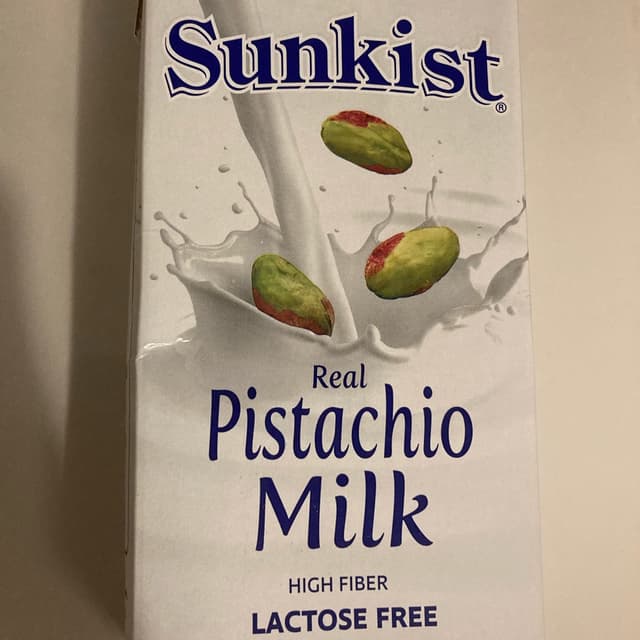 Sunkist®
Real
Pistachio
Milk
HIGH FIBER
LACTOSE FREE